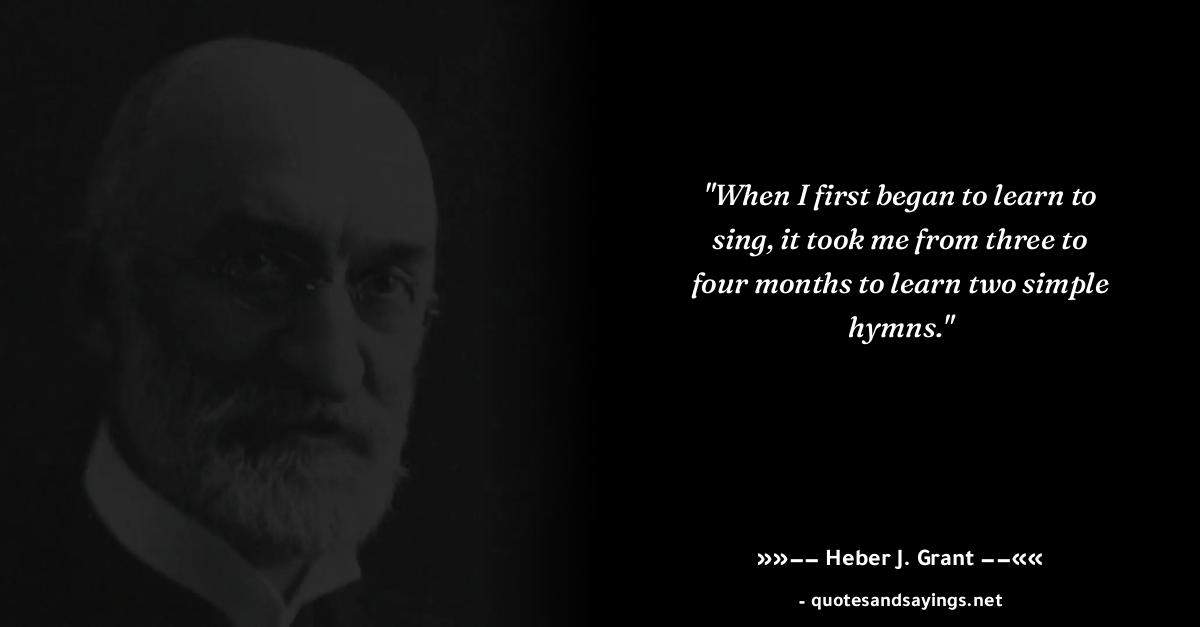 "When I first began to learn to
sing, it took me from three to
four months to learn two simple
hymns."
»»−− Heber J. Grant −−««
- quotesandsayings.net